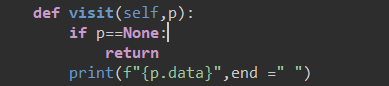 def visit(self,p):
    if p==None:
        return
    print(f"{p.data}",end =" ")